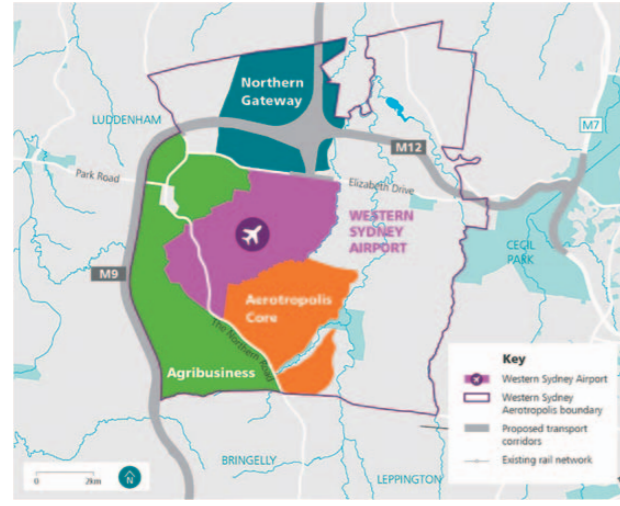 Northern
Gateway
LUDDENHAM
M7
M12
Park Road
Elizabeth Drive
WESTERN
SYDNEY
AIRPORT
CECIL
PARK
M9
Aerotropolis
Core
The Northern Road
Agribusiness
Key
Western Sydney Airport
Western Sydney
Aerotropolis boundary
Proposed transport
corridors
Existing rail network
BRINGELLY
LEPPINGTON
0 2km
N